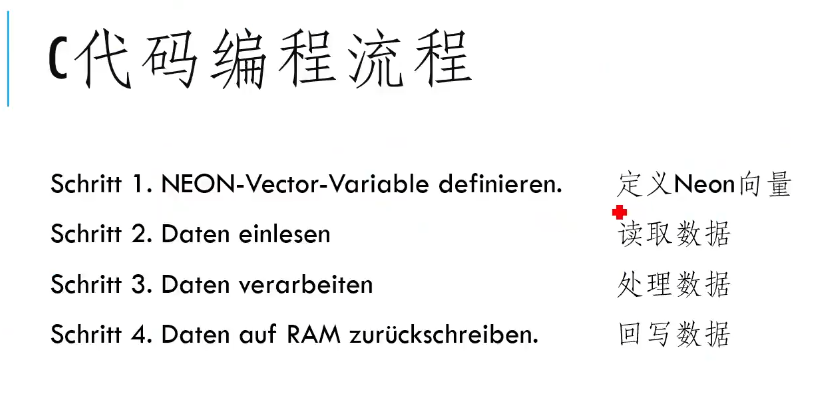 C代码编程流程
Schritt 1. NEON-Vector-Variable definieren. 定义Neon向量
Schritt 2. Daten einlesen 读取数据
Schritt 3. Daten verarbeiten 处理数据
Schritt 4. Daten auf RAM zurückschreiben. 回写数据